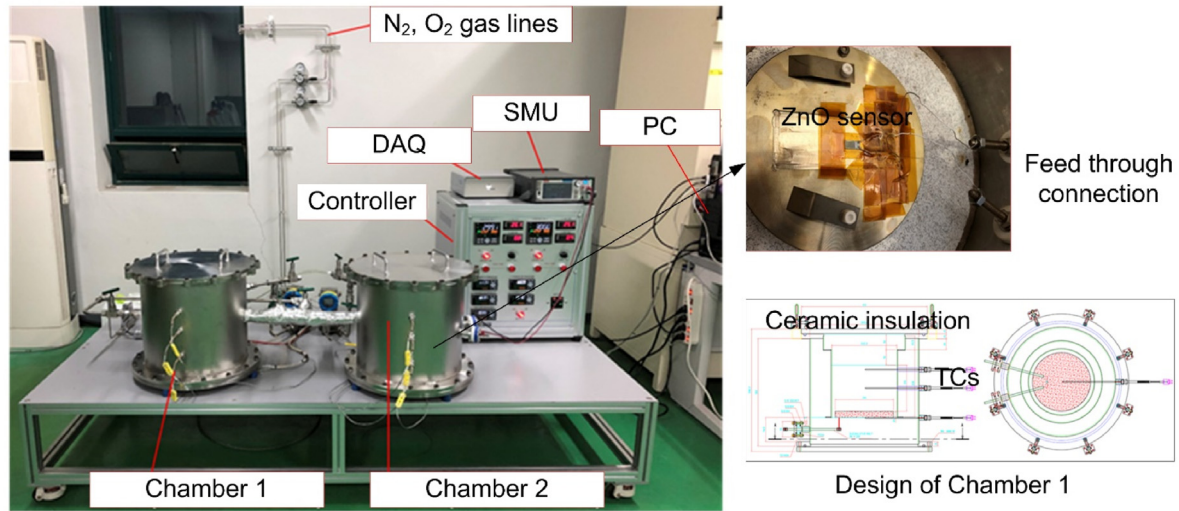 N₂, O₂ gas lines
SMU
PC
DAQ
Controller
Chamber 1
Chamber 2
ZnO sensor
Feed through
connection
Ceramic insulation
TCs
Design of Chamber 1